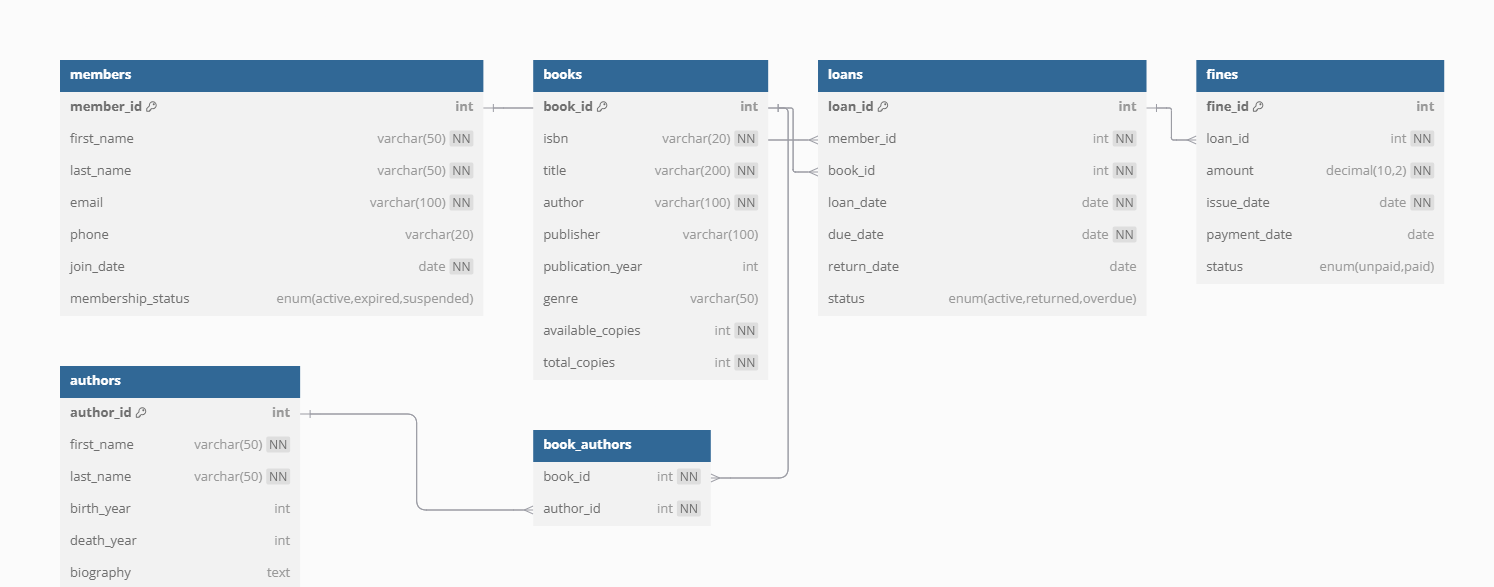 members
member_id int
first_name varchar(50) NN
last_name varchar(50) NN
email varchar(100) NN
phone varchar(20)
join_date date NN
membership_status enum(active,expired,suspended)
books
book_id int
isbn varchar(20) NN
title varchar(200) NN
author varchar(100) NN
publisher varchar(100)
publication_year int
genre varchar(50)
available_copies int NN
total_copies int NN
loans
loan_id int
member_id int NN
book_id int NN
loan_date date NN
due_date date NN
return_date date
status enum(active,returned,overdue)
fines
fine_id int
loan_id int NN
amount decimal(10,2) NN
issue_date date NN
payment_date date
status enum(unpaid,paid)
authors
author_id int
first_name varchar(50) NN
last_name varchar(50) NN
birth_year int
death_year int
biography text
book_authors
book_id int NN
author_id int NN